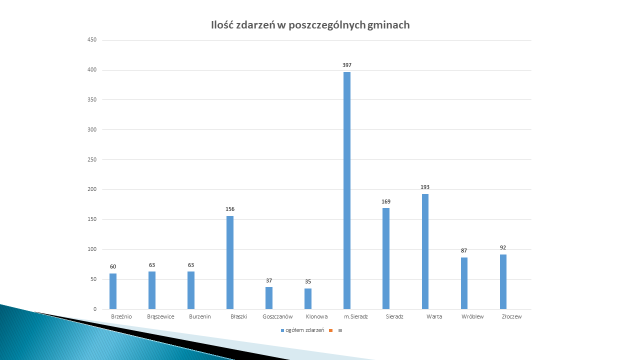 Ilość zdarzeń w poszczególnych gminach
450
400
350
300
250
200
150
100
50
0
60
63
63
156
37
35
397
169
193
87
92
Brzeźnio
Brąszewice
Burzenin
Błaszki
Goszczanów
Klonowa
m.Sieradz
Sieradz
Warta
Wróblew
Złoczew
ogółem zdarzeń